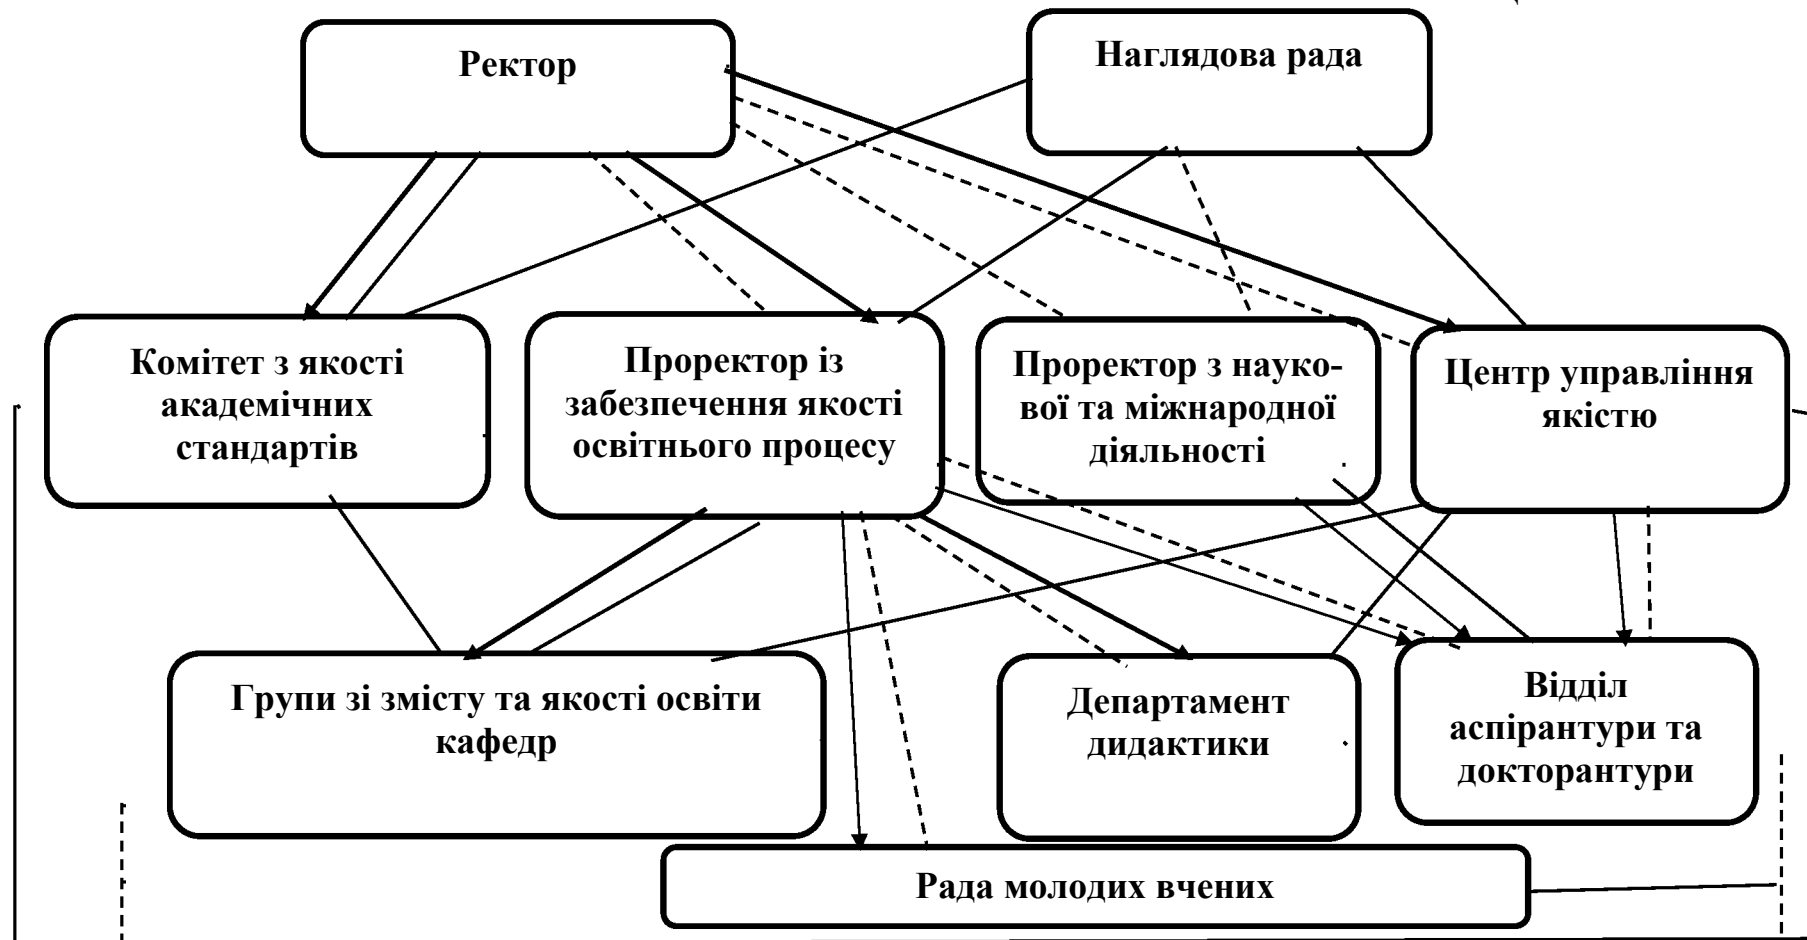 Ректор
Наглядова рада
Комітет з якості
академічних
стандартів
Проректор із
забезпечення якості
освітнього процесу
Проректор з науко-
вої та міжнародної
діяльності
Центр управління
якістю
Групи зі змісту та якості освіти
кафедр
Департамент
дидактики
Відділ
аспірантури та
докторантури
Рада молодих вчених